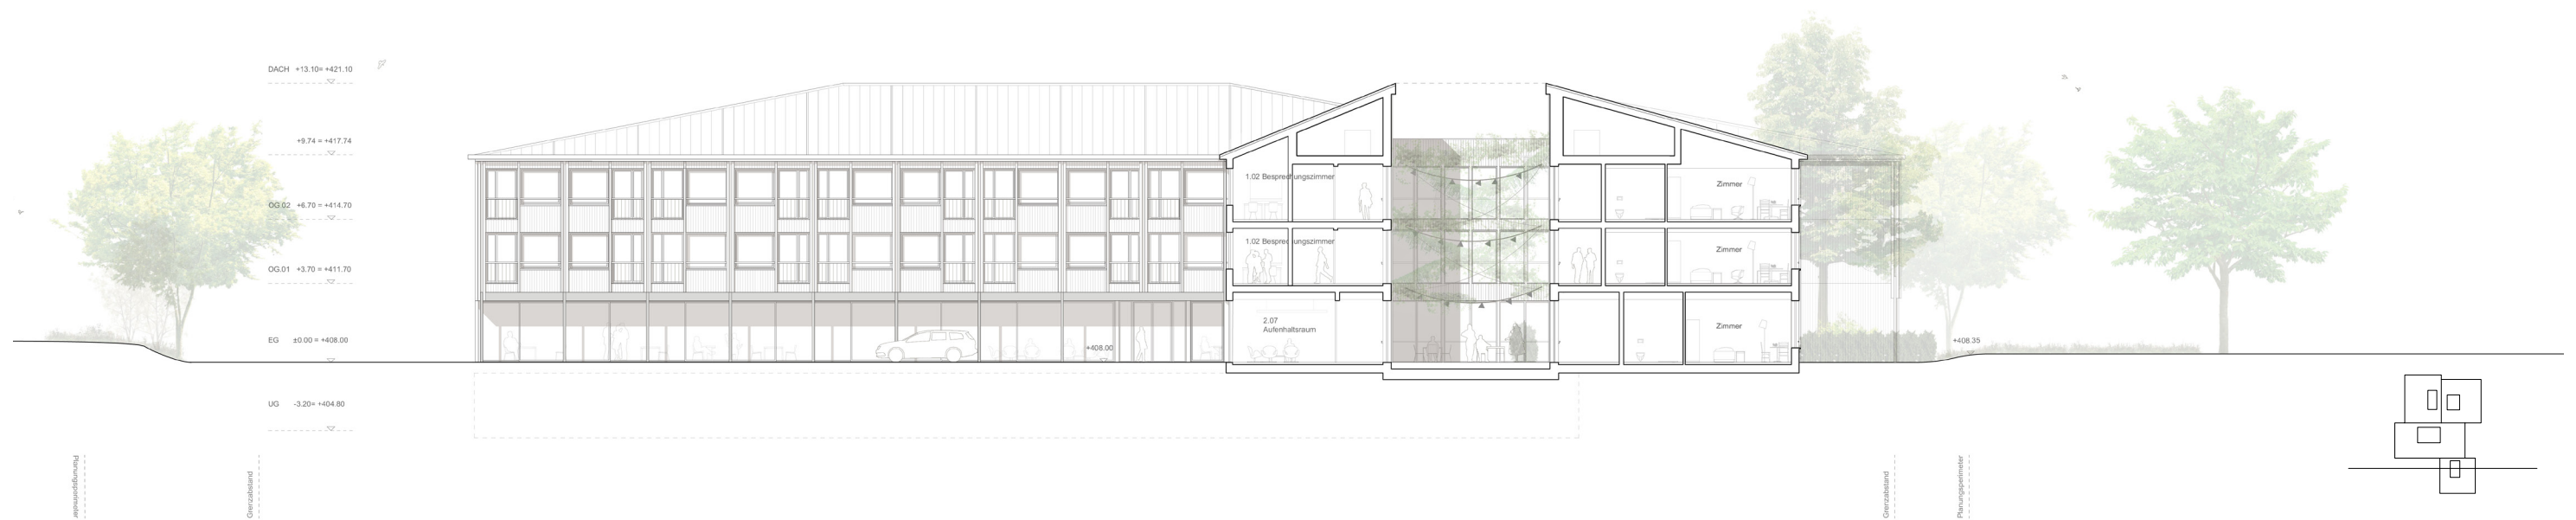 DACH +13.10= +421.10
+9.74 = +417.74
OG.02 +6.70 = +414.70
OG.01 +3.70 = +411.70
EG ±0.00 = +408.00
UG -3.20= +404.80
1.02 Besprechungszimmer
Zimmer
1.02 Besprechungszimmer
Zimmer
2.07
Aufenthaltsraum
Zimmer
+408.00
+408.35
Planungsperimeter
Grenzabstand
Grenzabstand
Planungsperimeter